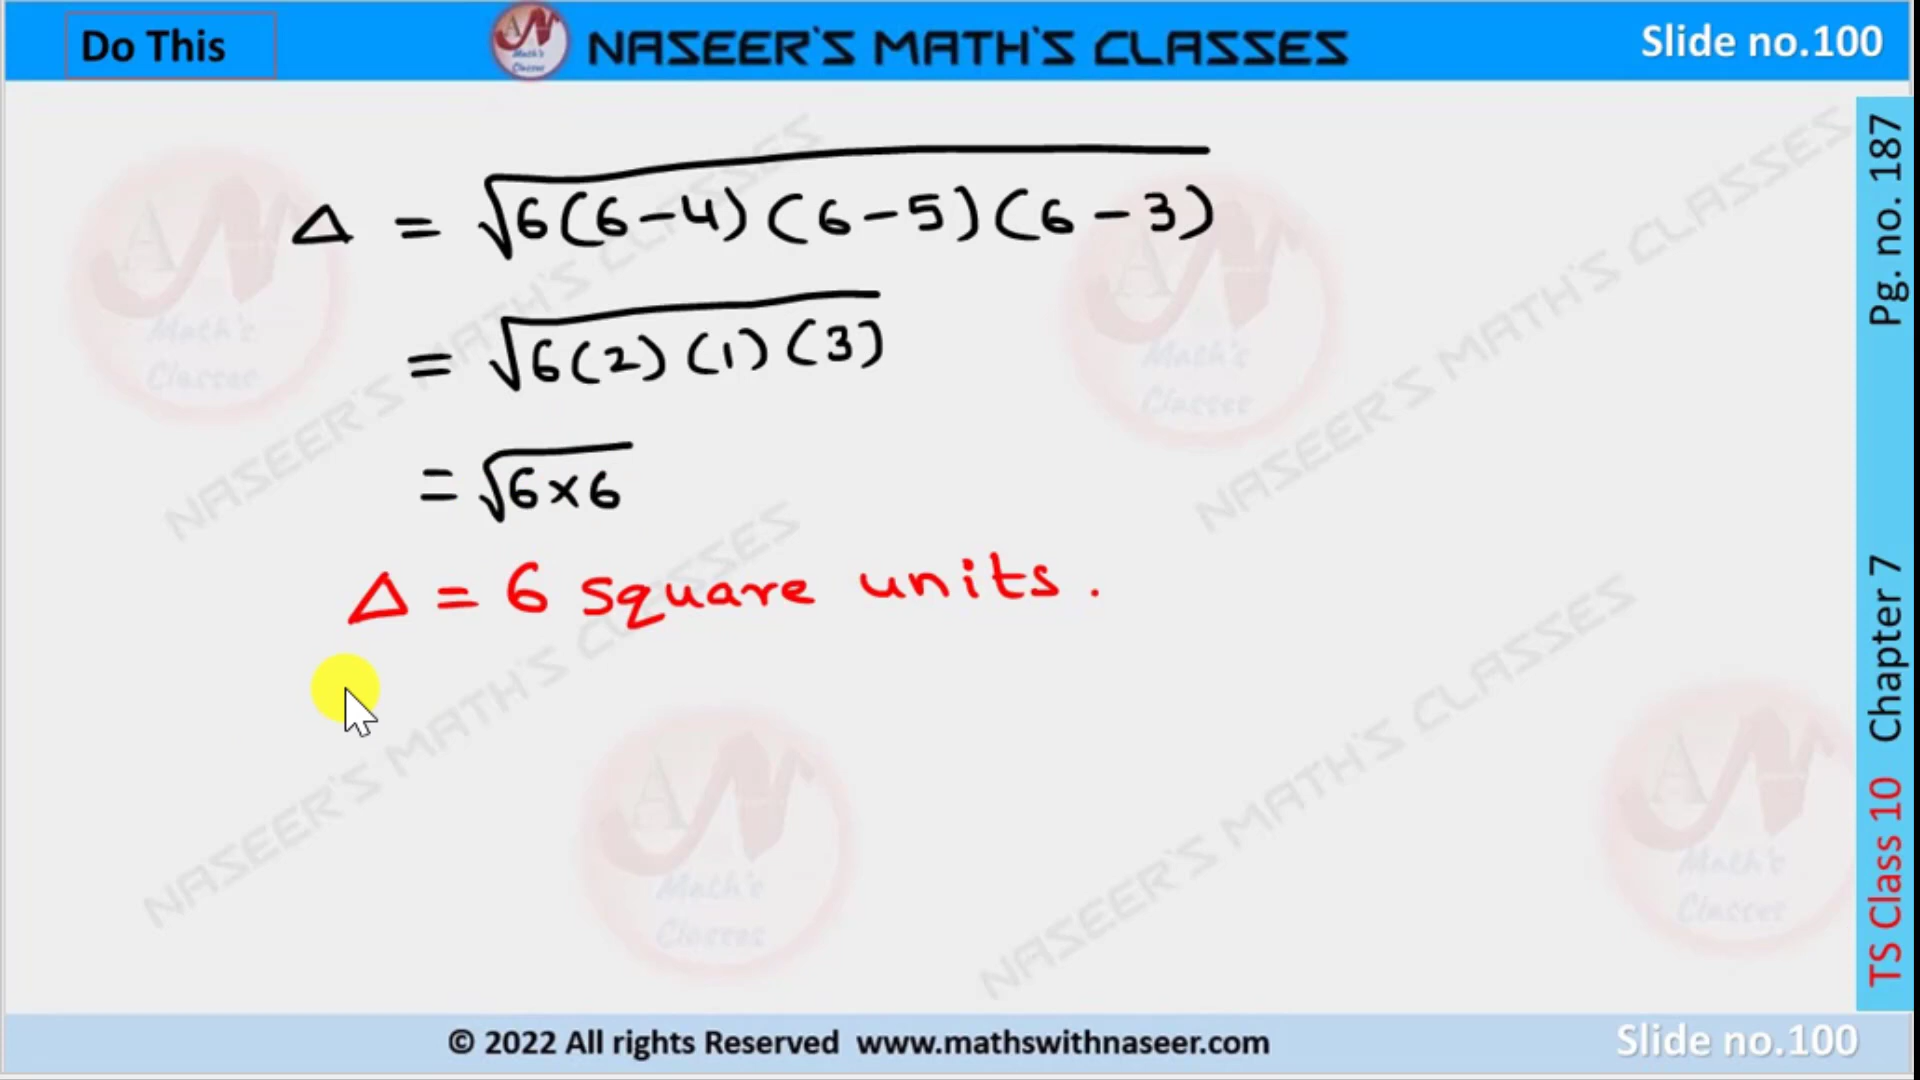 Do This
NASEER'S MATH'S CLASSES
Slide no.100
Δ = √6(6-4)(6-5)(6-3)
= √6(2)(1)(3)
= √6×6
Δ = 6 square units.
Pg. no. 187
Chapter 7
TS Class 10
© 2022 All rights Reserved www.mathswithnaseer.com
Slide no.100